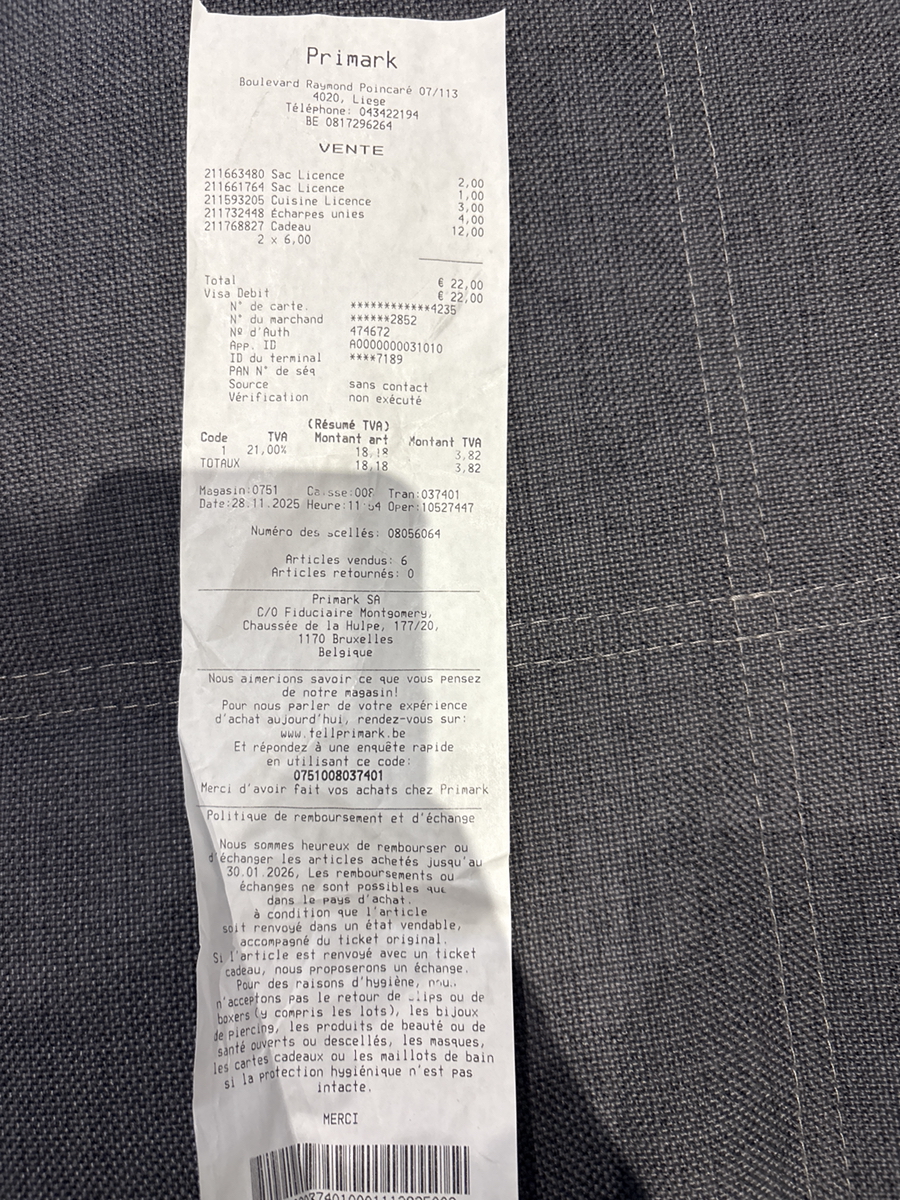 Primark
Boulevard Raymond Poincaré 07/113
4020, Liege
Téléphone: 043422194
BE 0817296264
VENTE
211663480 Sac Licence 2,00
211661764 Sac Licence 1,00
211593205 Cuisine Licence 3,00
211732448 Écharpes unies 4,00
211768827 Cadeau 12,00
2 x 6,00
Total € 22,00
Visa Debit € 22,00
N° de carte. ************4235
N° du marchand ******2852
Nº d'Auth 474672
App. ID A0000000031010
ID du terminal ****7189
PAN N° de séq
Source sans contact
Vérification non exécuté
(Résumé TVA)
Code TVA Montant art Montant TVA
1 21,00% 18,18 3,82
TOTAUX 18,18 3,82
Magasin:0751 Caisse:008 Tran:037401
Date:28.11.2025 Heure: Oper:10527447
Numéro des scellés: 08056064
Articles vendus: 6
Articles retournés: 0
Primark SA
C/O Fiduciaire Montgomery,
Chaussée de la Hulpe, 177/20,
1170 Bruxelles
Belgique
Nous aimerions savoir ce que vous pensez
de notre magasin!
Pour nous parler de votre expérience
d'achat aujourd'hui, rendez-vous sur:
www.tellprimark.be
Et répondez à une enquête rapide
en utilisant ce code:
0751008037401
Merci d'avoir fait vos achats chez Primark
Politique de remboursement et d'échange
Nous sommes heureux de rembourser ou
d'échanger les articles achetés jusqu'au
30.01.2026, Les remboursements ou
échanges ne sont possibles que
dans le pays d'achat.
à condition que l'article
soit renvoyé dans un état vendable,
accompagné du ticket original.
Si l'article est renvoyé avec un ticket
cadeau, nous proposerons un échange.
Pour des raisons d'hygiène, nous
n'acceptons pas le retour de slips ou de
boxers (y compris les lots), les bijoux
de piercing, les produits de beauté ou de
santé ouverts ou descellés, les masques,
les cartes cadeaux ou les maillots de bain
si la protection hygiénique n'est pas
intacte.
MERCI